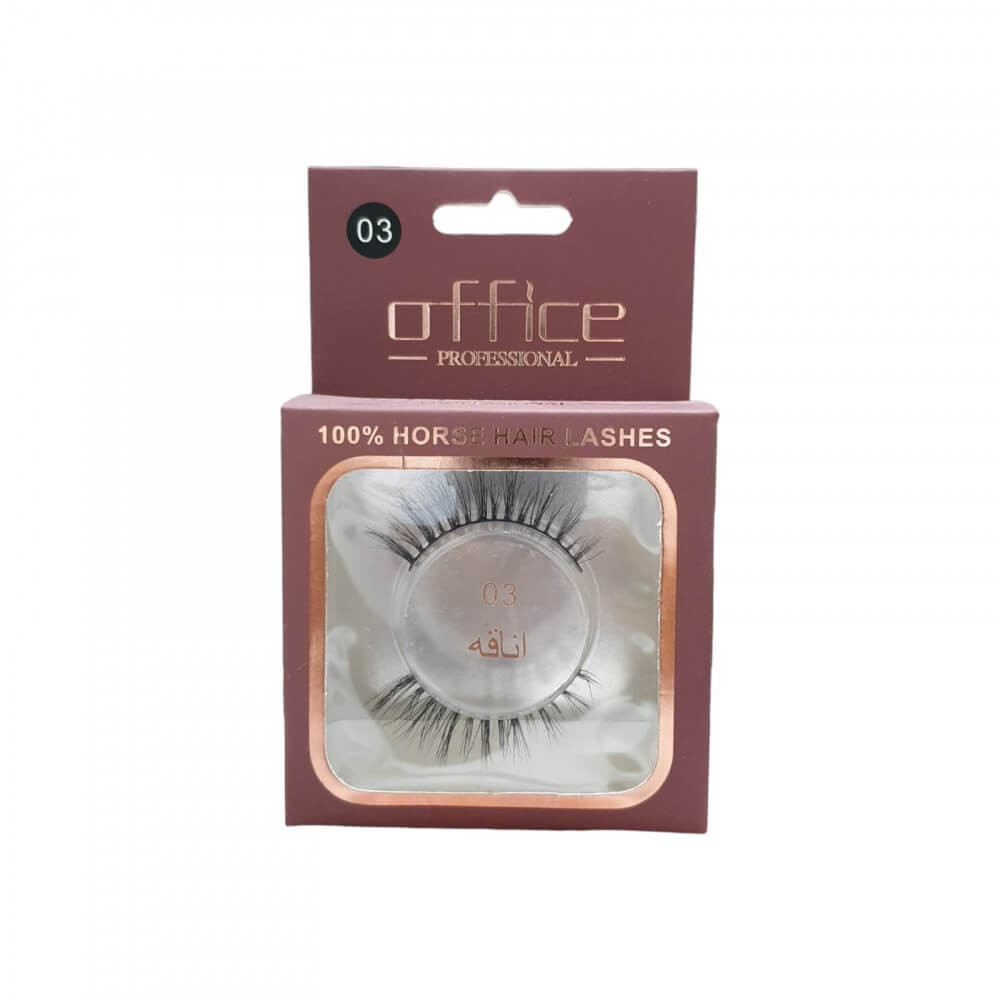 03
office
PROFESSIONAL
100% HORSE HAIR LASHES
03
اناقه